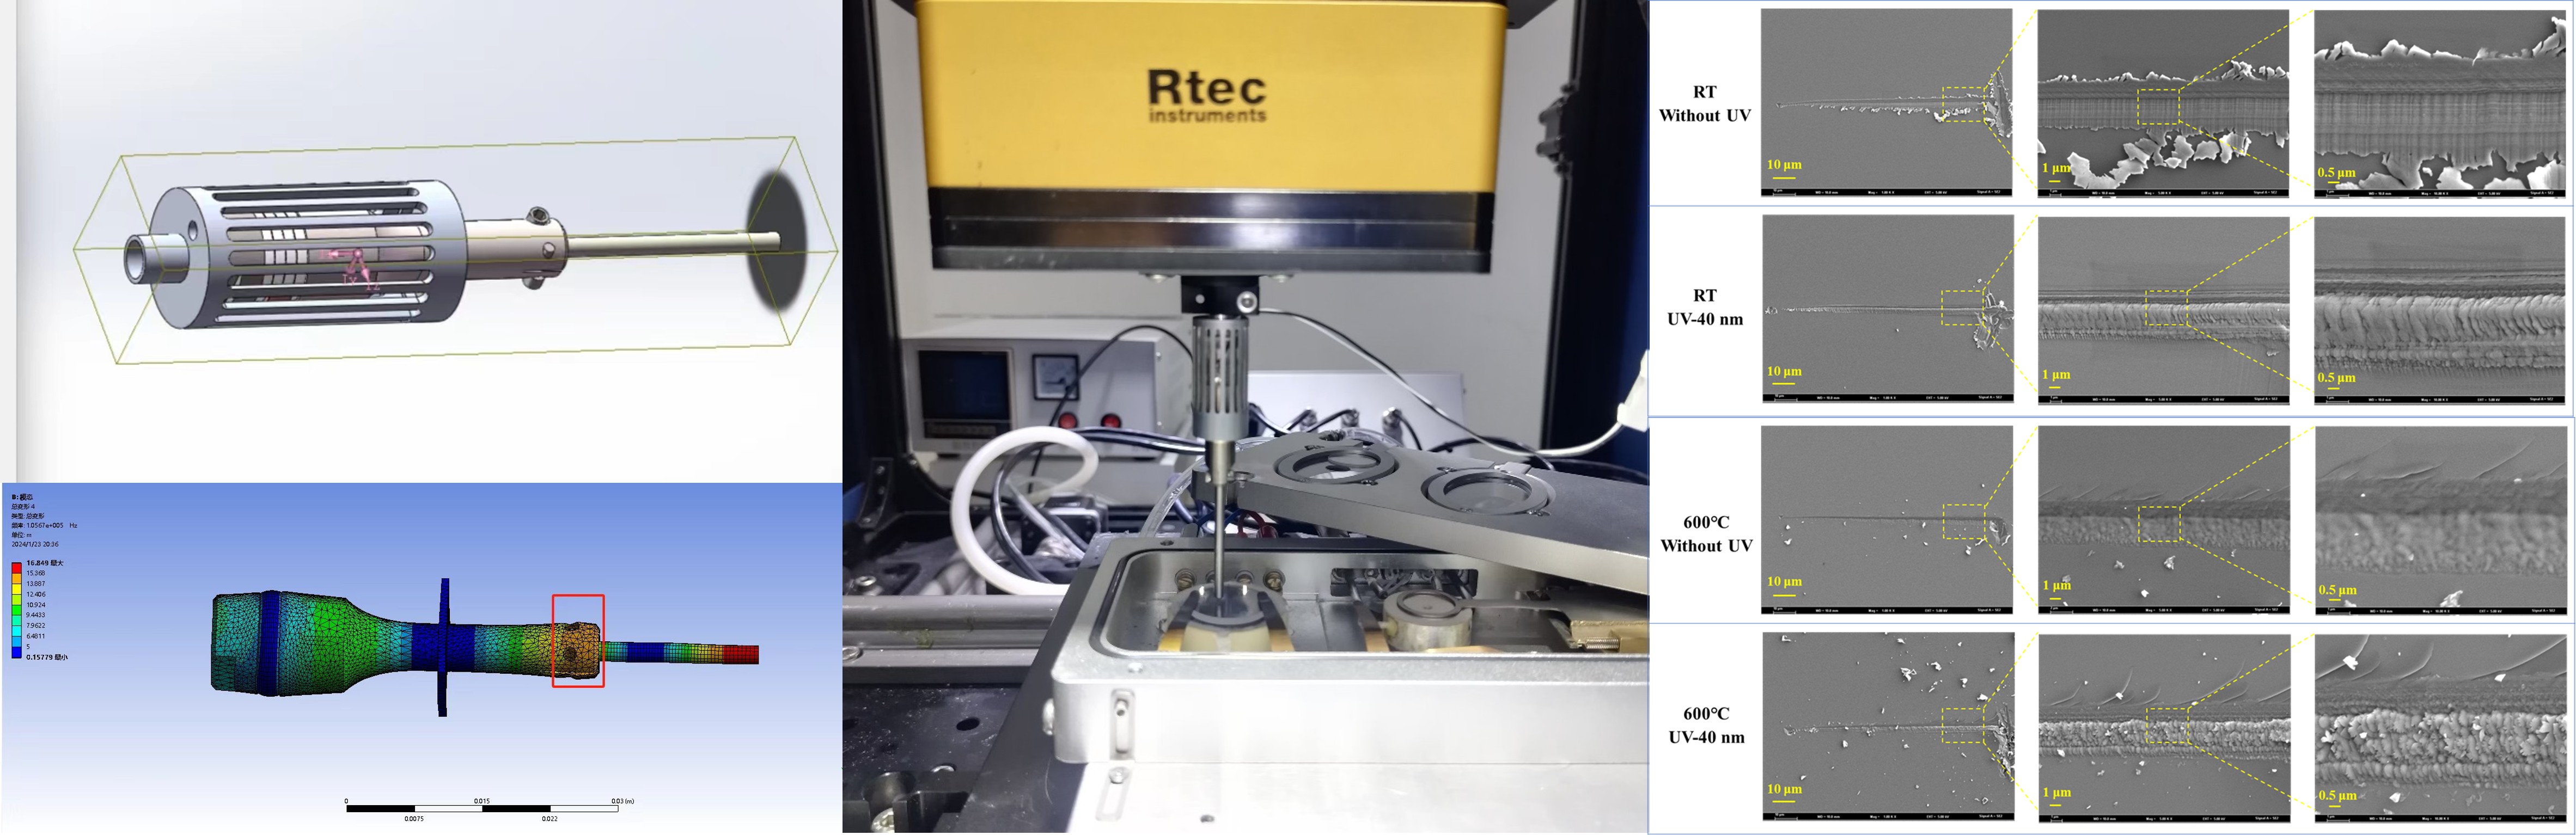 B: 模态
总变形 4
类型: 总变形
频率: 1.0567e+005 Hz
单位: m
2024/1/23 20:36
16.849 最大
15.368
13.887
12.406
10.924
9.4433
7.9622
6.4811
5
0.15779 最小
0
0.015
0.03 (m)
0.0075
0.022
Rtec
instruments
RT
Without UV
10 μm
1 μm
0.5 μm
RT
UV-40 nm
10 μm
1 μm
0.5 μm
600℃
Without UV
10 μm
1 μm
0.5 μm
600℃
UV-40 nm
10 μm
1 μm
0.5 μm